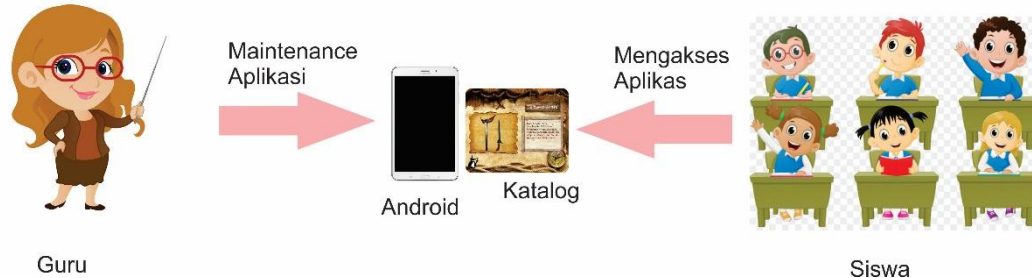 Maintenance
Aplikasi
Mengakses
Aplikas
Android
Katalog
Guru
Siswa